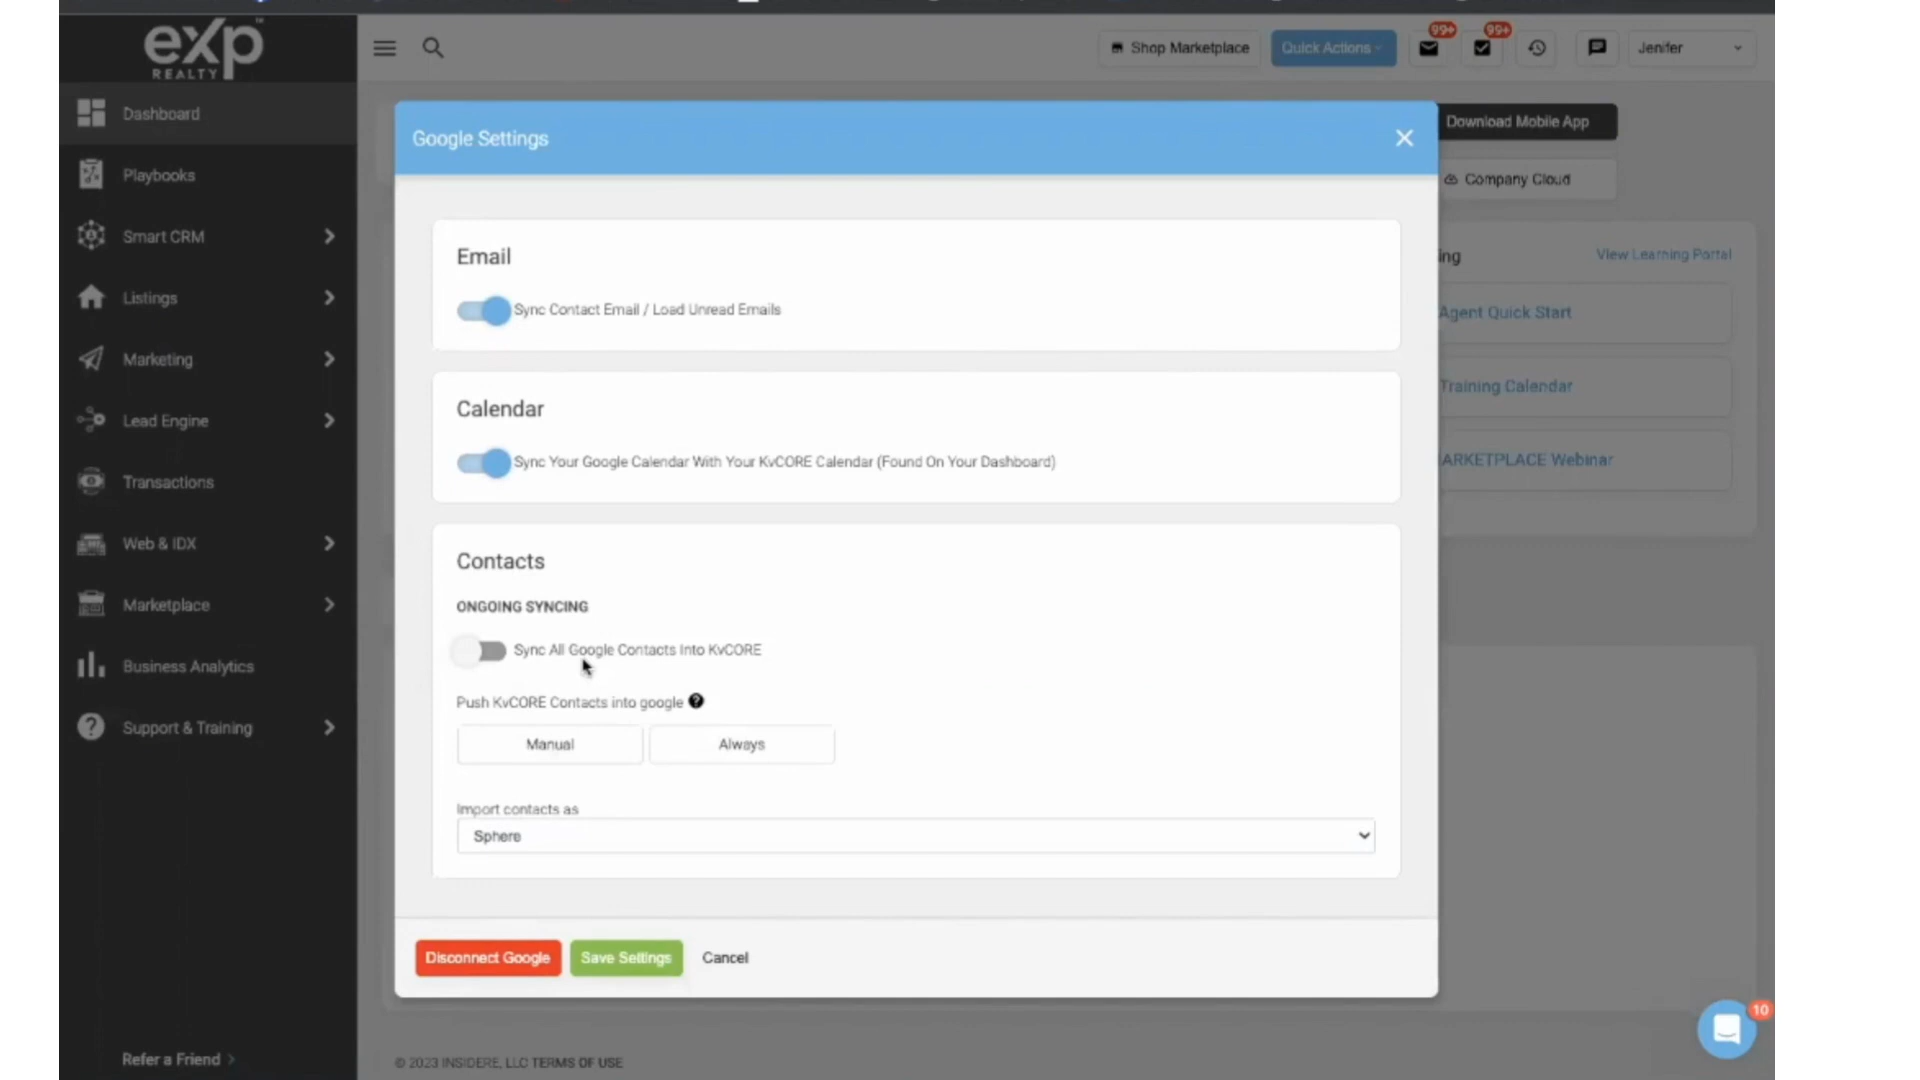 eXp
REALTY
Shop Marketplace
Quick Actions
99+
99+
Jenifer
Dashboard
Playbooks
Smart CRM
Listings
Marketing
Lead Engine
Transactions
Web & IDX
Marketplace
Business Analytics
Support & Training
Refer a Friend
Google Settings
Email
Sync Contact Email / Load Unread Emails
Calendar
Sync Your Google Calendar With Your KvCORE Calendar (Found On Your Dashboard)
Contacts
ONGOING SYNCING
Sync All Google Contacts Into KvCORE
Push KvCORE Contacts into google
Manual
Always
Import contacts as
Sphere
Disconnect Google
Save Settings
Cancel
Download Mobile App
Company Cloud
ing
View Learning Portal
Agent Quick Start
Training Calendar
ARKETPLACE Webinar
10
© 2023 INSIDERE, LLC TERMS OF USE